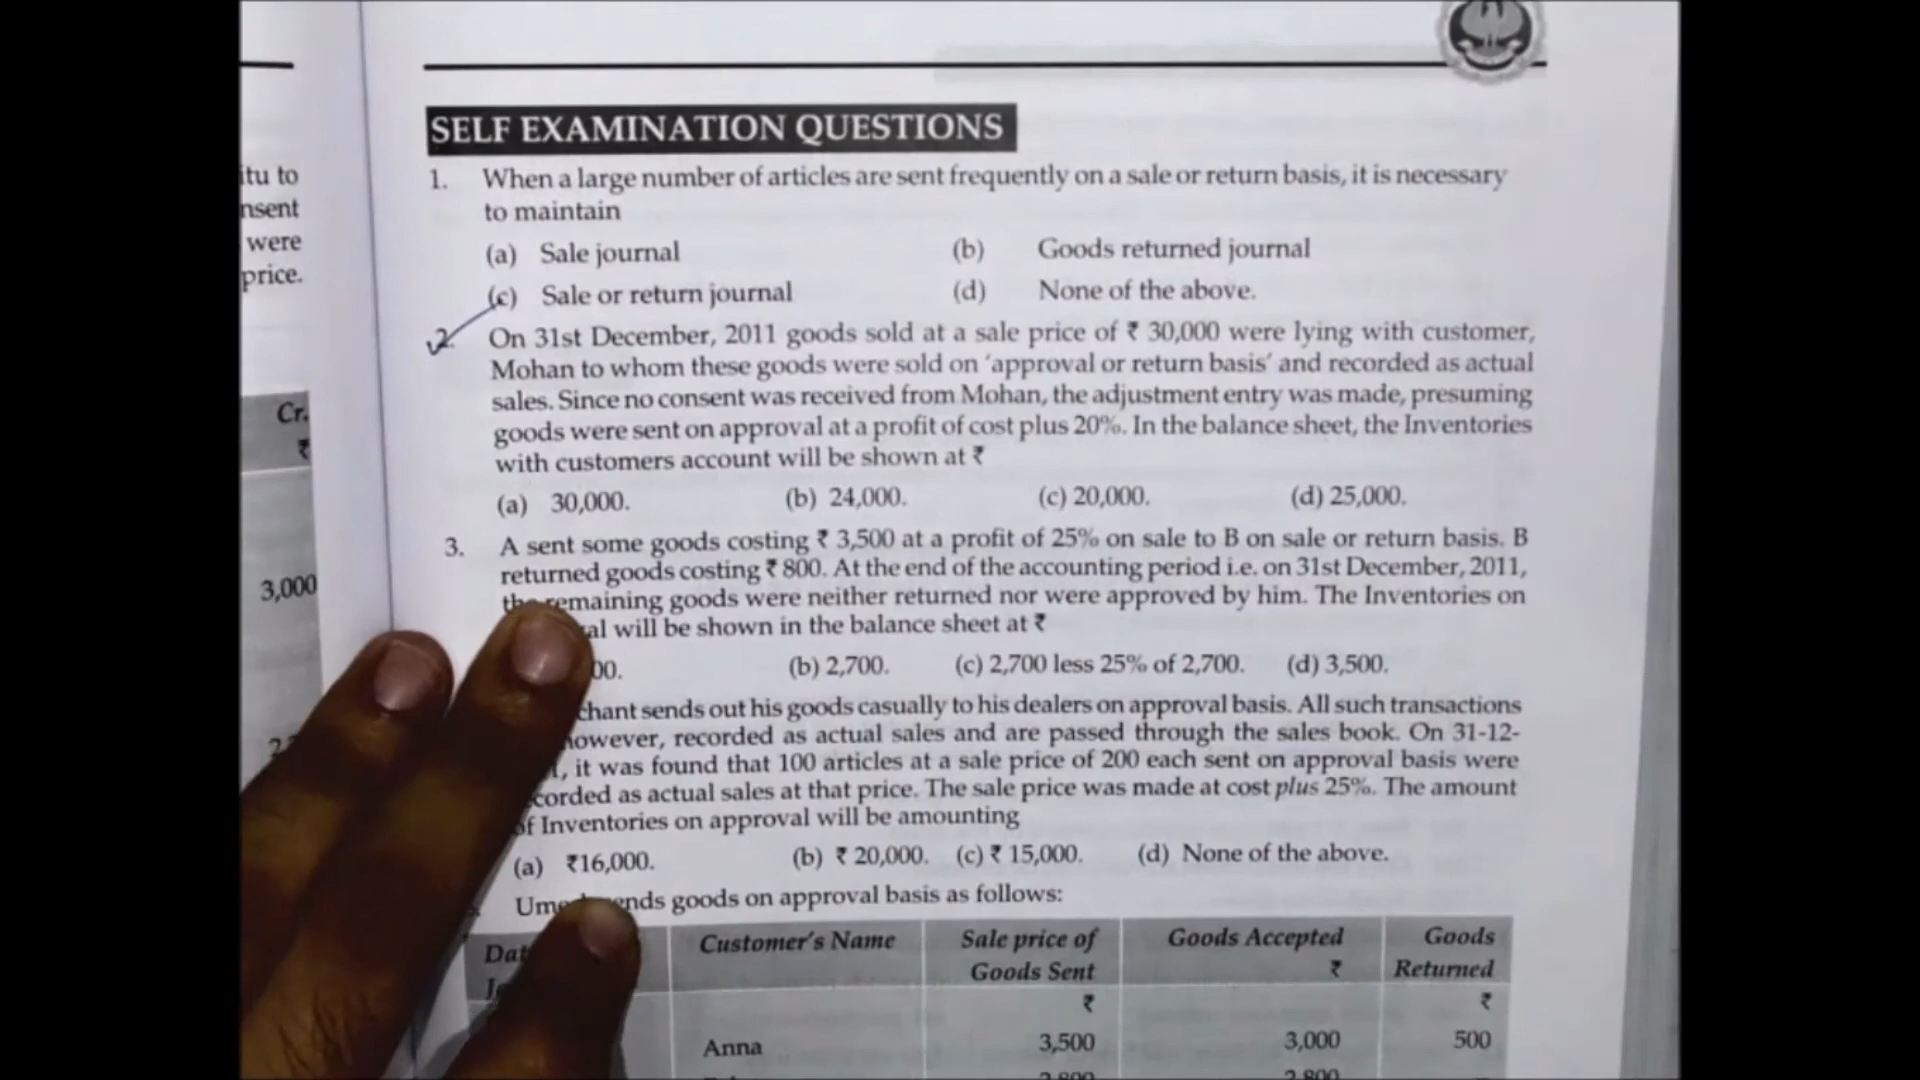 itu to
nsent
were
price.
Cr.
₹
3,000
SELF EXAMINATION QUESTIONS
1. When a large number of articles are sent frequently on a sale or return basis, it is necessary
to maintain
(a) Sale journal (b) Goods returned journal
(c) Sale or return journal (d) None of the above.
2. On 31st December, 2011 goods sold at a sale price of ₹ 30,000 were lying with customer,
Mohan to whom these goods were sold on 'approval or return basis' and recorded as actual
sales. Since no consent was received from Mohan, the adjustment entry was made, presuming
goods were sent on approval at a profit of cost plus 20%. In the balance sheet, the Inventories
with customers account will be shown at ₹
(a) 30,000. (b) 24,000. (c) 20,000. (d) 25,000.
3. A sent some goods costing ₹ 3,500 at a profit of 25% on sale to B on sale or return basis. B
returned goods costing ₹ 800. At the end of the accounting period i.e. on 31st December, 2011,
remaining goods were neither returned nor were approved by him. The Inventories on
al will be shown in the balance sheet at ₹
00. (b) 2,700. (c) 2,700 less 25% of 2,700. (d) 3,500.
chant sends out his goods casually to his dealers on approval basis. All such transactions
however, recorded as actual sales and are passed through the sales book. On 31-12-
, it was found that 100 articles at a sale price of 200 each sent on approval basis were
corded as actual sales at that price. The sale price was made at cost plus 25%. The amount
of Inventories on approval will be amounting
(a) ₹16,000. (b) ₹ 20,000. (c) ₹ 15,000. (d) None of the above.
ends goods on approval basis as follows:
Customer's Name Sale price of Goods Accepted Goods
Goods Sent ₹ Returned
₹ ₹
Anna 3,500 3,000 500